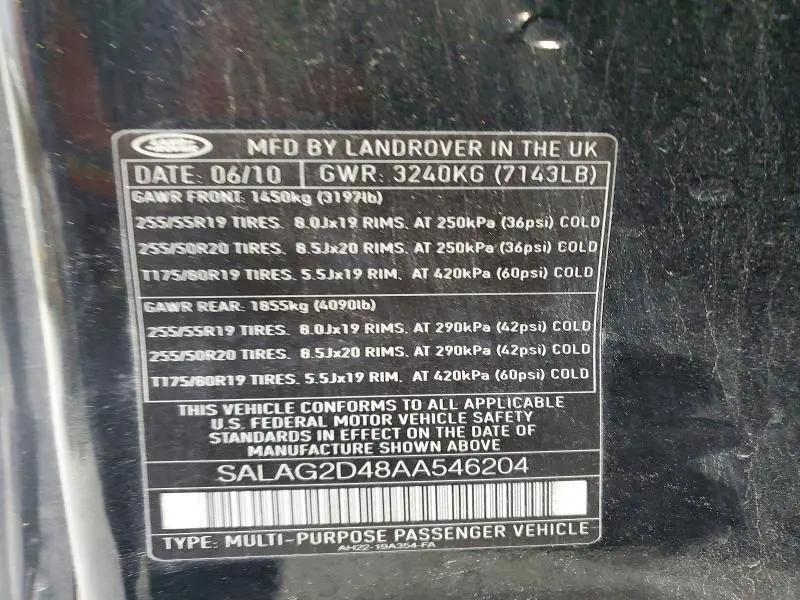 LAND ROVER
MFD BY LANDROVER IN THE UK
DATE: 06/10 GWR: 3240KG (7143LB)
GAWR FRONT: 1450kg (3197lb)
255/55R19 TIRES. 8.0Jx19 RIMS. AT 250kPa (36psi) COLD
255/50R20 TIRES. 8.5Jx20 RIMS. AT 250kPa (36psi) COLD
T175/80R19 TIRES. 5.5Jx19 RIM. AT 420kPa (60psi) COLD
GAWR REAR: 1855kg (4090lb)
255/55R19 TIRES. 8.0Jx19 RIMS. AT 290kPa (42psi) COLD
255/50R20 TIRES. 8.5Jx20 RIMS. AT 290kPa (42psi) COLD
T175/80R19 TIRES. 5.5Jx19 RIM. AT 420kPa (60psi) COLD
THIS VEHICLE CONFORMS TO ALL APPLICABLE
U.S. FEDERAL MOTOR VEHICLE SAFETY
STANDARDS IN EFFECT ON THE DATE OF
MANUFACTURE SHOWN ABOVE
SALAG2D48AA546204
TYPE: MULTI-PURPOSE PASSENGER VEHICLE
AH22-19A354-FA